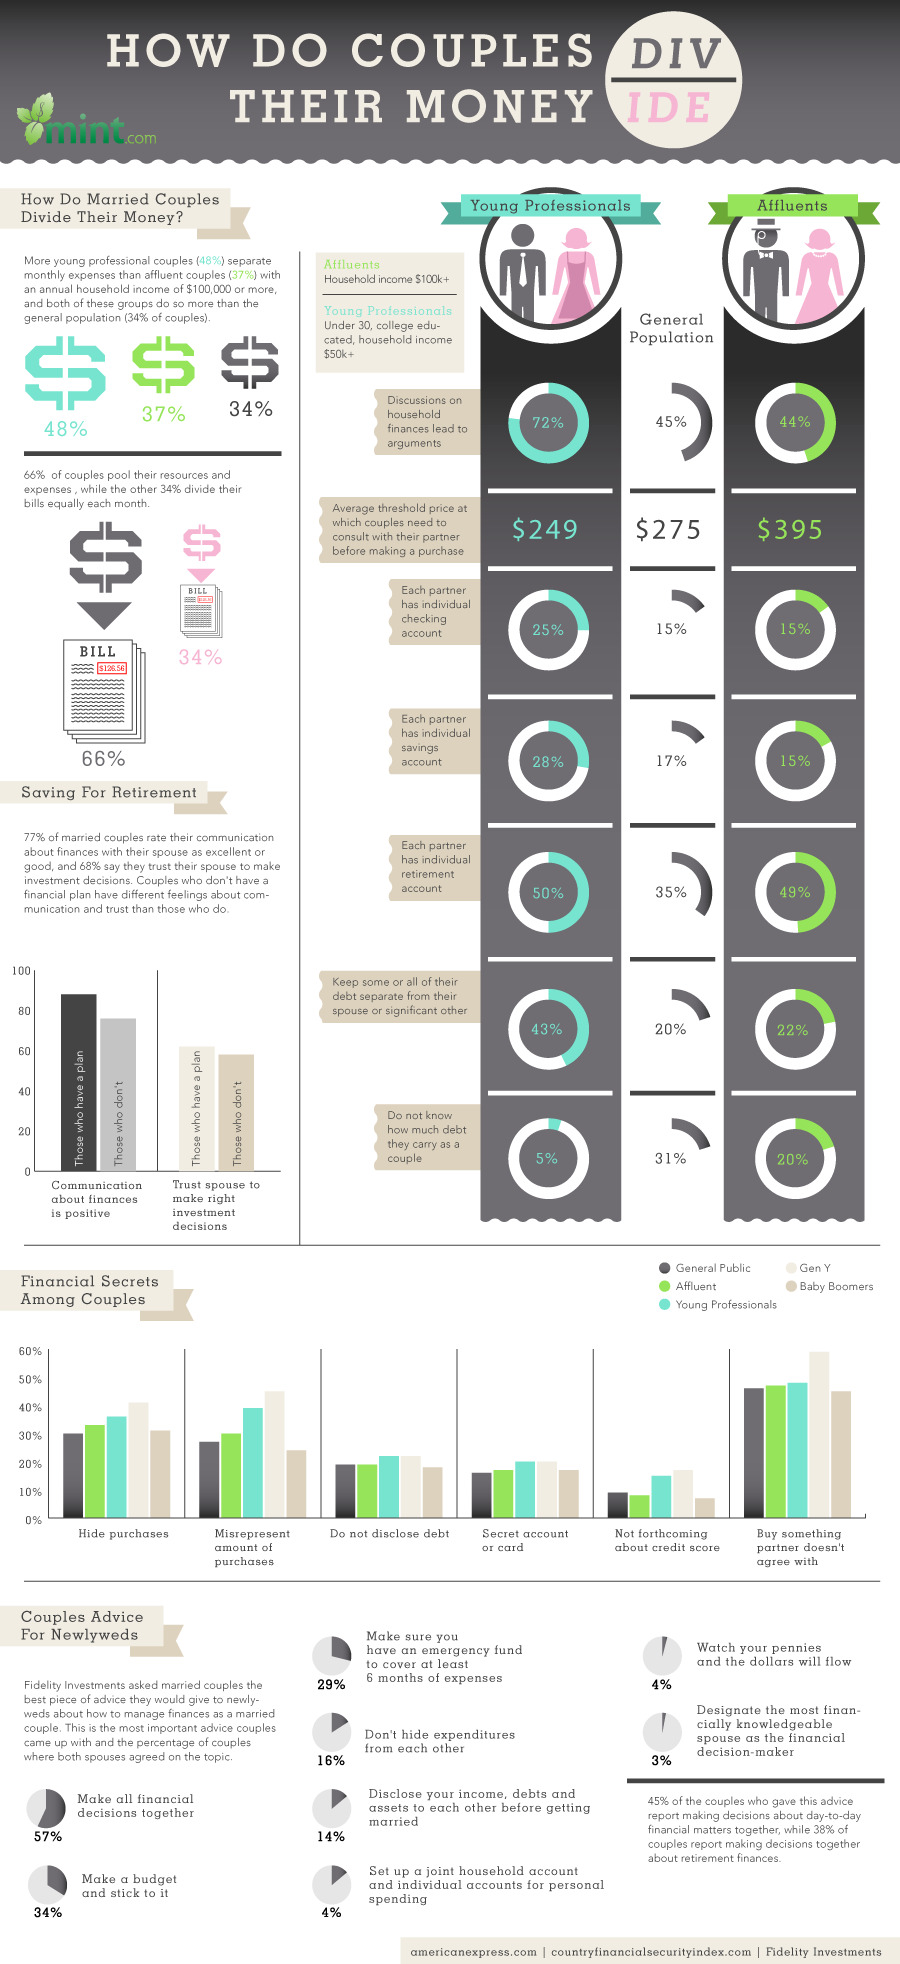 HOW DO COUPLES
THEIR MONEY
DIV
IDE
mint.com
How Do Married Couples
Divide Their Money?
More young professional couples (48%) separate
monthly expenses than affluent couples (37%) with
an annual household income of $100,000 or more,
and both of these groups do so more than the
general population (34% of couples).
$ $ $
48%
37%
34%
66%  of couples pool their resources and
expenses , while the other 34% divide their
bills equally each month.
$ $
BILL
$126.56
66%
BILL
34%
Saving For Retirement
77% of married couples rate their communication
about finances with their spouse as excellent or
good, and 68% say they trust their spouse to make
investment decisions. Couples who don't have a
financial plan have different feelings about com-
munication and trust than those who do.
100
80
60
40
20
0
Those who have a plan
Those who don't
Those who have a plan
Those who don't
Communication
about finances
is positive
Trust spouse to
make right
investment
decisions
Affluents
Household income $100k+
Young Professionals
Under 30, college edu-
cated, household income
$50k+
Young Professionals
General
Population
Affluents
Discussions on
household
finances lead to
arguments
72%
45%
44%
Average threshold price at
which couples need to
consult with their partner
before making a purchase
$249
$275
$395
Each partner
has individual
checking
account
25%
15%
15%
Each partner
has individual
savings
account
28%
17%
15%
Each partner
has individual
retirement
account
50%
35%
49%
Keep some or all of their
debt separate from their
spouse or significant other
43%
20%
22%
Do not know
how much debt
they carry as a
couple
5%
31%
20%
Financial Secrets
Among Couples
General Public
Affluent
Young Professionals
Gen Y
Baby Boomers
60%
50%
40%
30%
20%
10%
0%
Hide purchases
Misrepresent
amount of
purchases
Do not disclose debt
Secret account
or card
Not forthcoming
about credit score
Buy something
partner doesn't
agree with
Couples Advice
For Newlyweds
Fidelity Investments asked married couples the
best piece of advice they would give to newly-
weds about how to manage finances as a married
couple. This is the most important advice couples
came up with and the percentage of couples
where both spouses agreed on the topic.
57%
Make all financial
decisions together
34%
Make a budget
and stick to it
29%
Make sure you
have an emergency fund
to cover at least
6 months of expenses
16%
Don't hide expenditures
from each other
14%
Disclose your income, debts and
assets to each other before getting
married
4%
Set up a joint household account
and individual accounts for personal
spending
4%
Watch your pennies
and the dollars will flow
3%
Designate the most finan-
cially knowledgeable
spouse as the financial
decision-maker
45% of the couples who gave this advice
report making decisions about day-to-day
financial matters together, while 38% of
couples report making decisions together
about retirement finances.
americanexpress.com | countryfinancialsecurityindex.com | Fidelity Investments